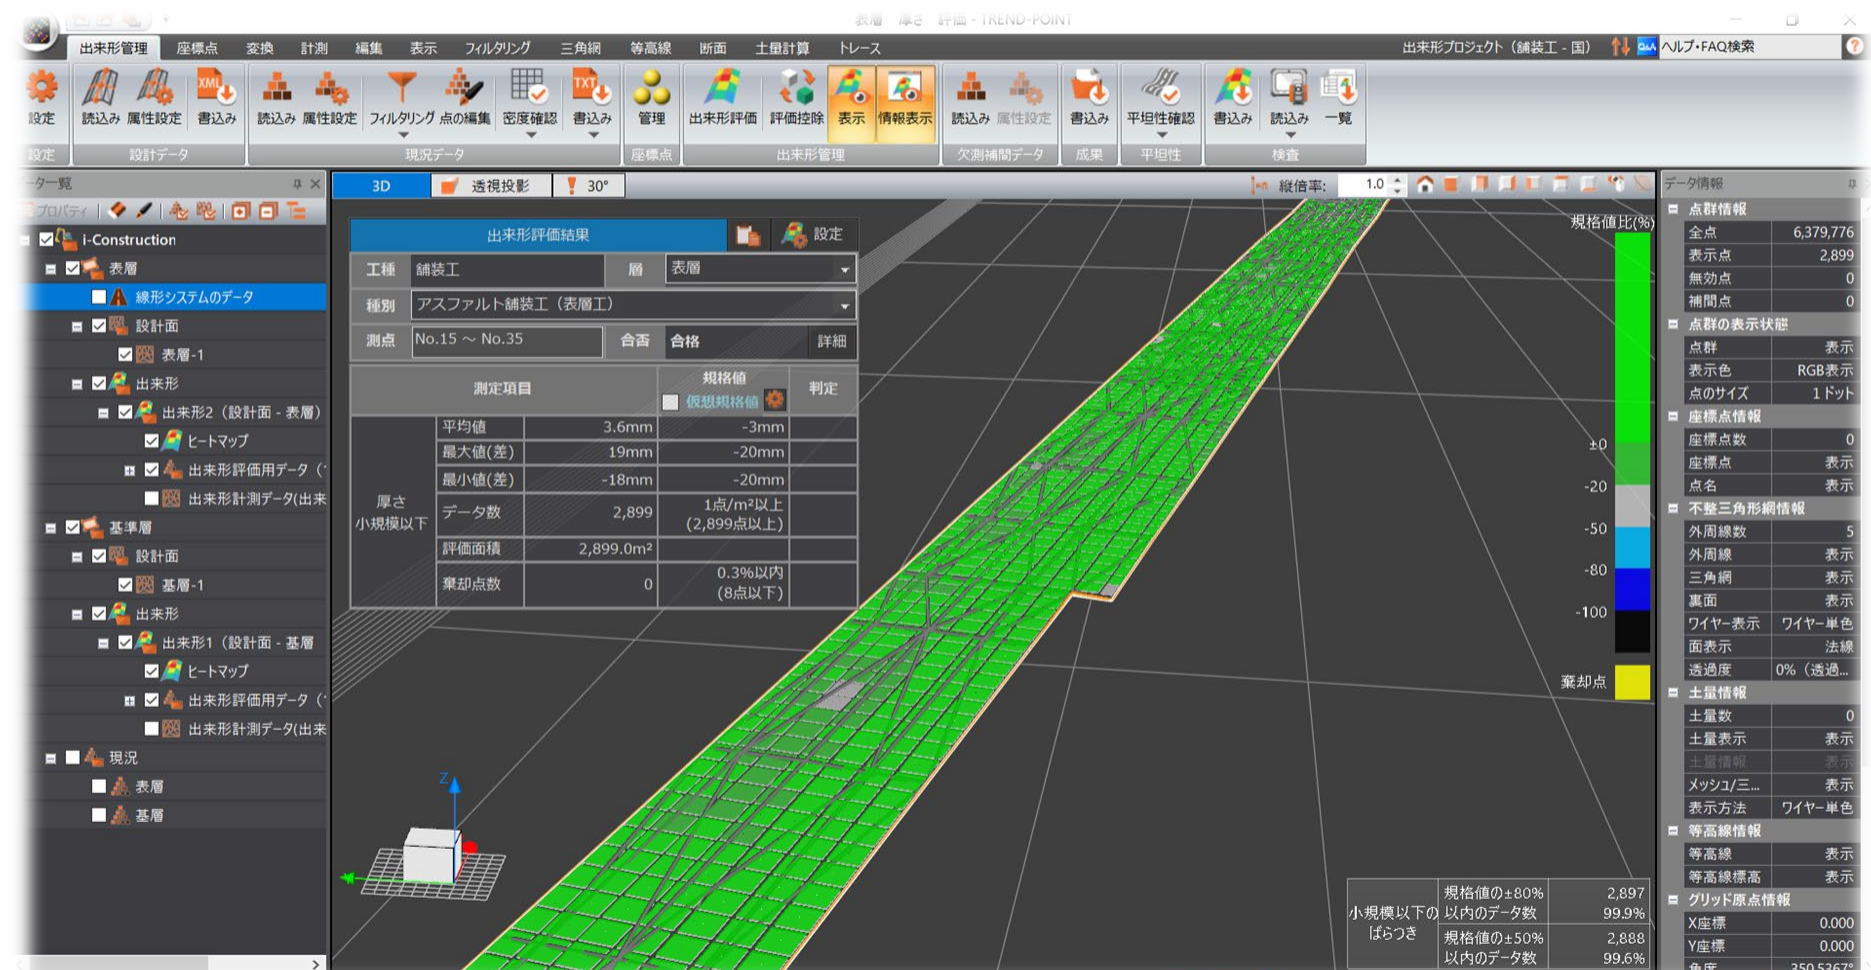 表層 厚さ 評価 - TREND-POINT
出来形管理 座標点 変換 計測 編集 表示 フィルタリング 三角網 等高線 断面 土量計算 トレース
出来形プロジェクト（舗装工 - 国） Q&A ヘルプ・FAQ検索
設定 読込み 属性設定 XML 書込み 読込み 属性設定 フィルタリング 点の編集 密度確認 TXT 書込み 管理 出来形評価 評価控除 表示 情報表示 読込み 属性設定 書込み 平坦性確認 書込み 読込み 一覧
設定 設計データ 現況データ 座標点 出来形管理 欠測補間データ 成果 平坦性 検査
ータ一覧
プロパティ
i-Construction
表層
線形システムのデータ
設計面
表層-1
出来形
出来形2（設計面 - 表層）
ヒートマップ
出来形評価用データ（
出来形計測データ(出来
基準層
設計面
基層-1
出来形
出来形1（設計面 - 基層
ヒートマップ
出来形評価用データ（
出来形計測データ(出来
現況
表層
基層
3D 透視投影 30°
縦倍率: 1.0
出来形評価結果 設定
工種 舗装工 層 表層
種別 アスファルト舗装工（表層工）
測点 No.15 ～ No.35 合否 合格 詳細
測定項目 規格値 判定
仮想規格値
厚さ
小規模以下
平均値 3.6mm -3mm
最大値(差) 19mm -20mm
最小値(差) -18mm -20mm
データ数 2,899 1点/m²以上
(2,899点以上)
評価面積 2,899.0m²
棄却点数 0 0.3%以内
(8点以下)
規格値比(%)
±0
-20
-50
-80
-100
棄却点
Z
小規模以下の
ばらつき
規格値の±80%
以内のデータ数
2,897
99.9%
規格値の±50%
以内のデータ数
2,888
99.6%
データ情報
点群情報
全点 6,379,776
表示点 2,899
無効点 0
補間点 0
点群の表示状態
点群 表示
表示色 RGB表示
点のサイズ 1ドット
座標点情報
座標点数 0
座標点 表示
点名 表示
不整三角形網情報
外周線数 5
外周線 表示
三角網 表示
裏面 表示
ワイヤー表示 ワイヤー単色
面表示 法線
透過度 0%（透過...
土量情報
土量数 0
土量表示 表示
土量情報 表示
メッシュ/三... 表示
表示方法 ワイヤー単色
等高線情報
等高線 表示
等高線標高 表示
グリッド原点情報
X座標 0.000
Y座標 0.000
角度 350.5367°